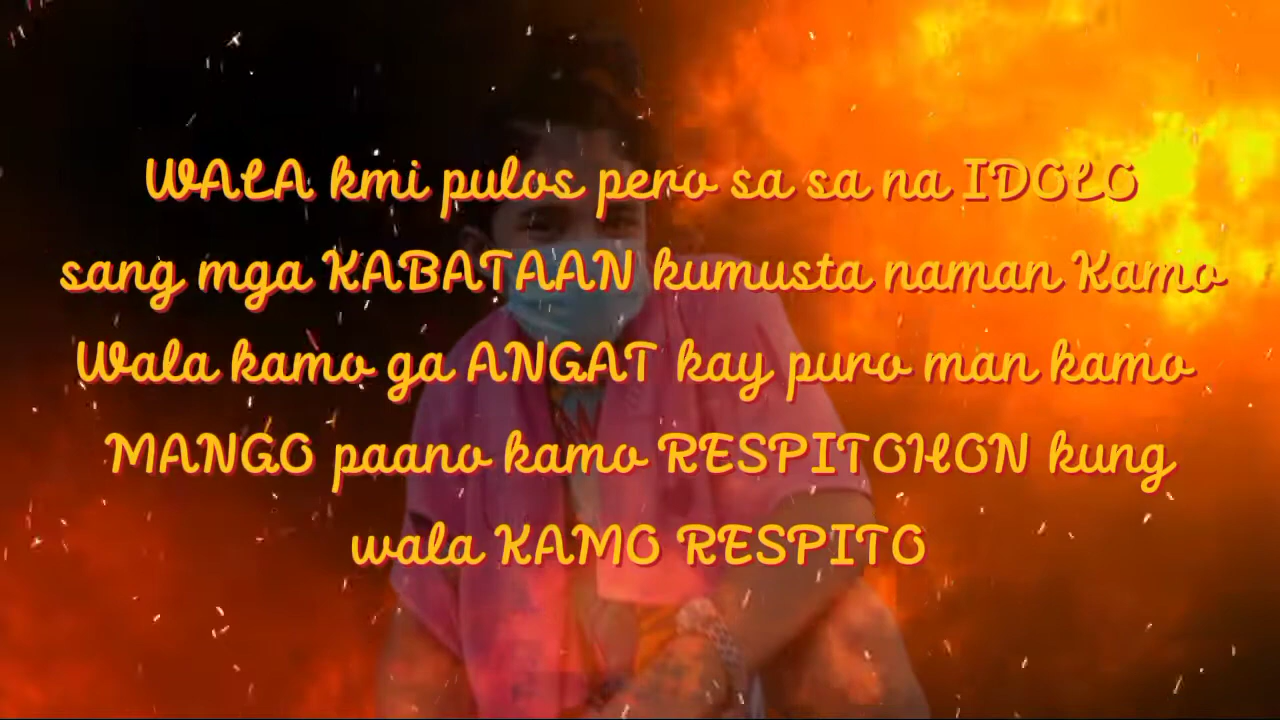 WALA kmi pulos pero sa sa na IDOLO
sang mga KABATAAN kumusta naman Kamo
Wala kamo ga ANGAT kay puro man kamo
MANGO paano kamo RESPITOHON kung
wala KAMO RESPITO